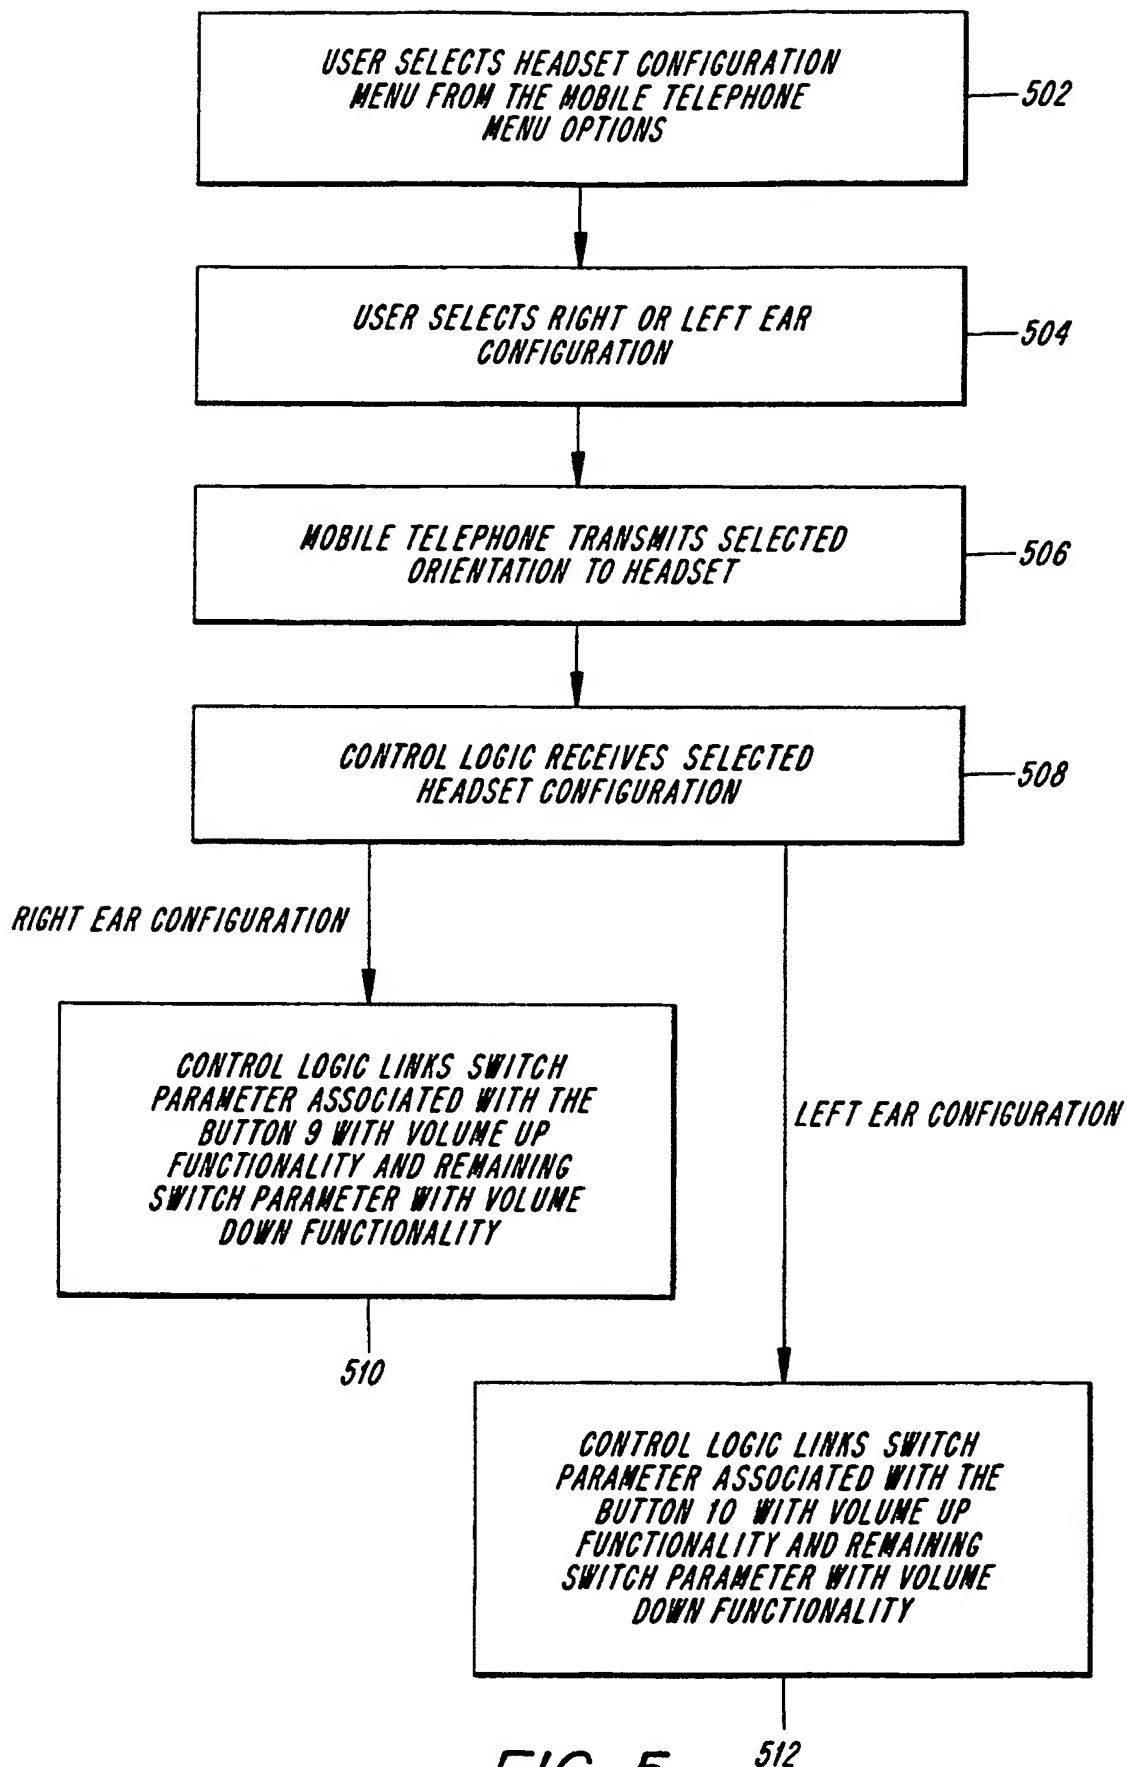 USER SELECTS HEADSET CONFIGURATION
MENU FROM THE MOBILE TELEPHONE
MENU OPTIONS
502
USER SELECTS RIGHT OR LEFT EAR
CONFIGURATION
504
MOBILE TELEPHONE TRANSMITS SELECTED
ORIENTATION TO HEADSET
506
CONTROL LOGIC RECEIVES SELECTED
HEADSET CONFIGURATION
508
RIGHT EAR CONFIGURATION
CONTROL LOGIC LINKS SWITCH
PARAMETER ASSOCIATED WITH THE
BUTTON 9 WITH VOLUME UP
FUNCTIONALITY AND REMAINING
SWITCH PARAMETER WITH VOLUME
DOWN FUNCTIONALITY
510
LEFT EAR CONFIGURATION
CONTROL LOGIC LINKS SWITCH
PARAMETER ASSOCIATED WITH THE
BUTTON 10 WITH VOLUME UP
FUNCTIONALITY AND REMAINING
SWITCH PARAMETER WITH VOLUME
DOWN FUNCTIONALITY
512
FIG. 5